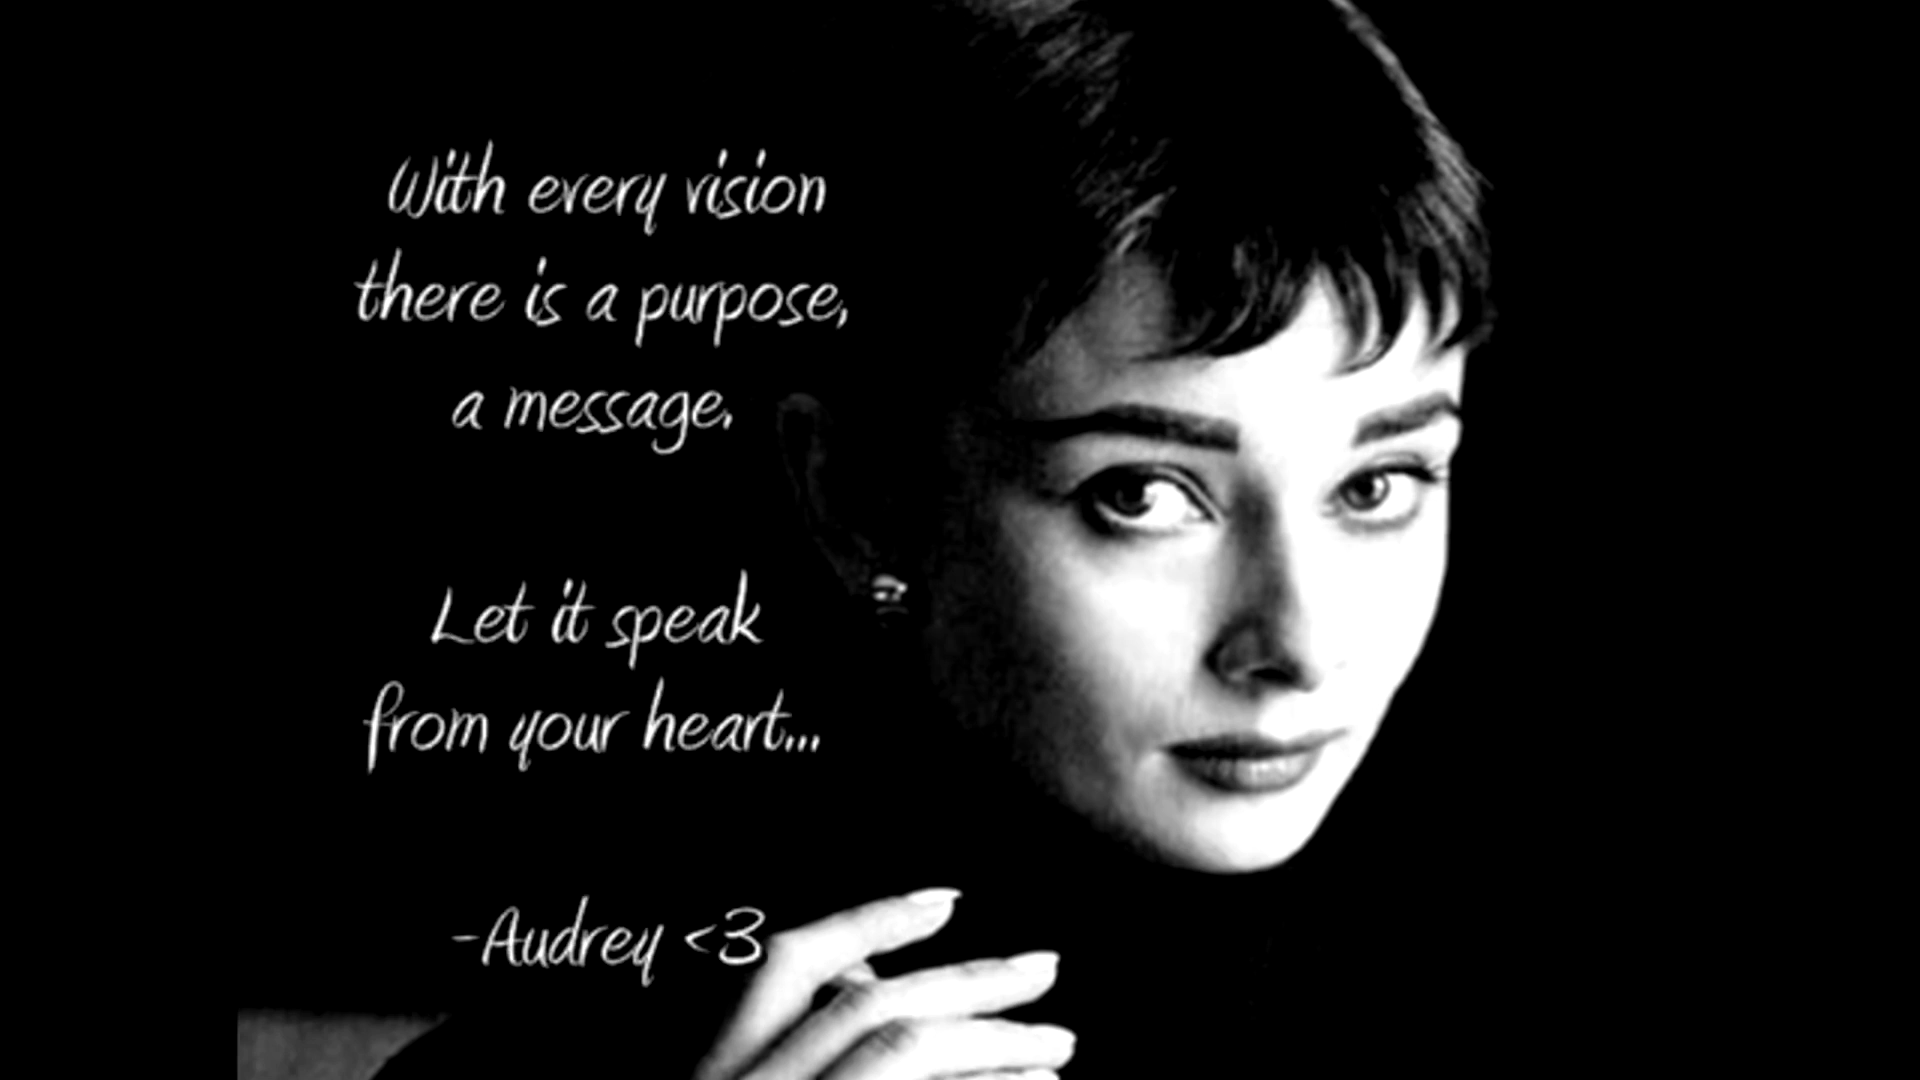 With every vision
there is a purpose,
a message.
Let it speak
from your heart...
-Audrey <3